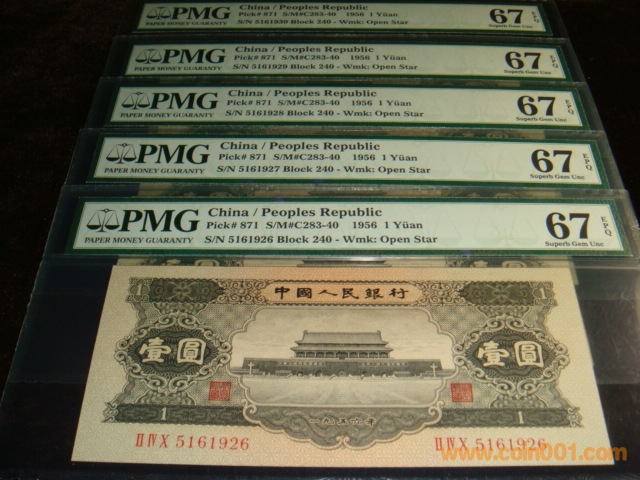 PMG
PAPER MONEY GUARANTY
China / Peoples Republic
Pick# 871 S/M#C283-40 1956 1 Yüan
S/N 5161930 Block 240 - Wmk: Open Star
67 EPQ
Superb Gem Unc
PMG
PAPER MONEY GUARANTY
China / Peoples Republic
Pick# 871 S/M#C283-40 1956 1 Yüan
S/N 5161929 Block 240 - Wmk: Open Star
67 EPQ
Superb Gem Unc
PMG
PAPER MONEY GUARANTY
China / Peoples Republic
Pick# 871 S/M#C283-40 1956 1 Yüan
S/N 5161928 Block 240 - Wmk: Open Star
67 EPQ
Superb Gem Unc
PMG
PAPER MONEY GUARANTY
China / Peoples Republic
Pick# 871 S/M#C283-40 1956 1 Yüan
S/N 5161927 Block 240 - Wmk: Open Star
67 EPQ
Superb Gem Unc
PMG
PAPER MONEY GUARANTY
China / Peoples Republic
Pick# 871 S/M#C283-40 1956 1 Yüan
S/N 5161926 Block 240 - Wmk: Open Star
67 EPQ
Superb Gem Unc
1 中國人民銀行 1
壹圓 壹圓
1 一九五六年 1
II IV X 5161926 II IV X 5161926
www.coin001.com